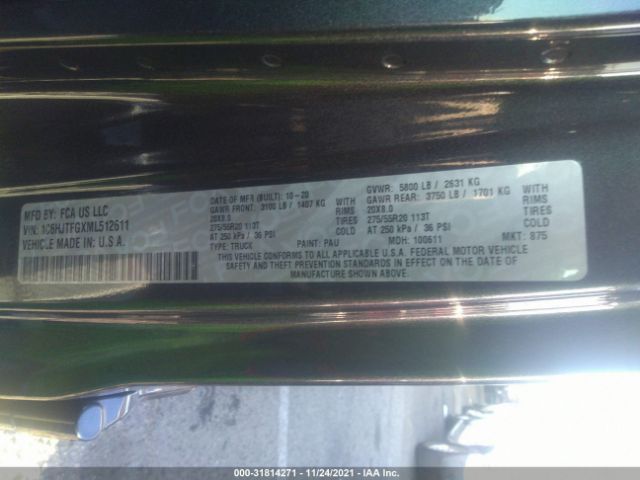 MFD BY: FCA US LLC
VIN: 1C6HJTFGXML512611
VEHICLE MADE IN: U.S.A.
DATE OF MFR (BUILT): 10-20
GAWR FRONT: 3100 LB / 1407 KG
20X8.0
275/55R20 113T
AT 250 kPa / 36 PSI
TYPE: TRUCK
WITH
RIMS
TIRES
COLD
PAINT: PAU
GVWR: 5800 LB / 2631 KG
GAWR REAR: 3750 LB / 1701 KG
20X8.0
275/55R20 113T
AT 250 kPa / 36 PSI
MOH: 100611
WITH
RIMS
TIRES
COLD
MKT: 875
THIS VEHICLE CONFORMS TO ALL APPLICABLE U.S.A. FEDERAL MOTOR VEHICLE
SAFETY AND THEFT PREVENTION STANDARDS IN EFFECT ON THE DATE OF
MANUFACTURE SHOWN ABOVE.
000-31814271 - 11/24/2021 - IAA Inc.